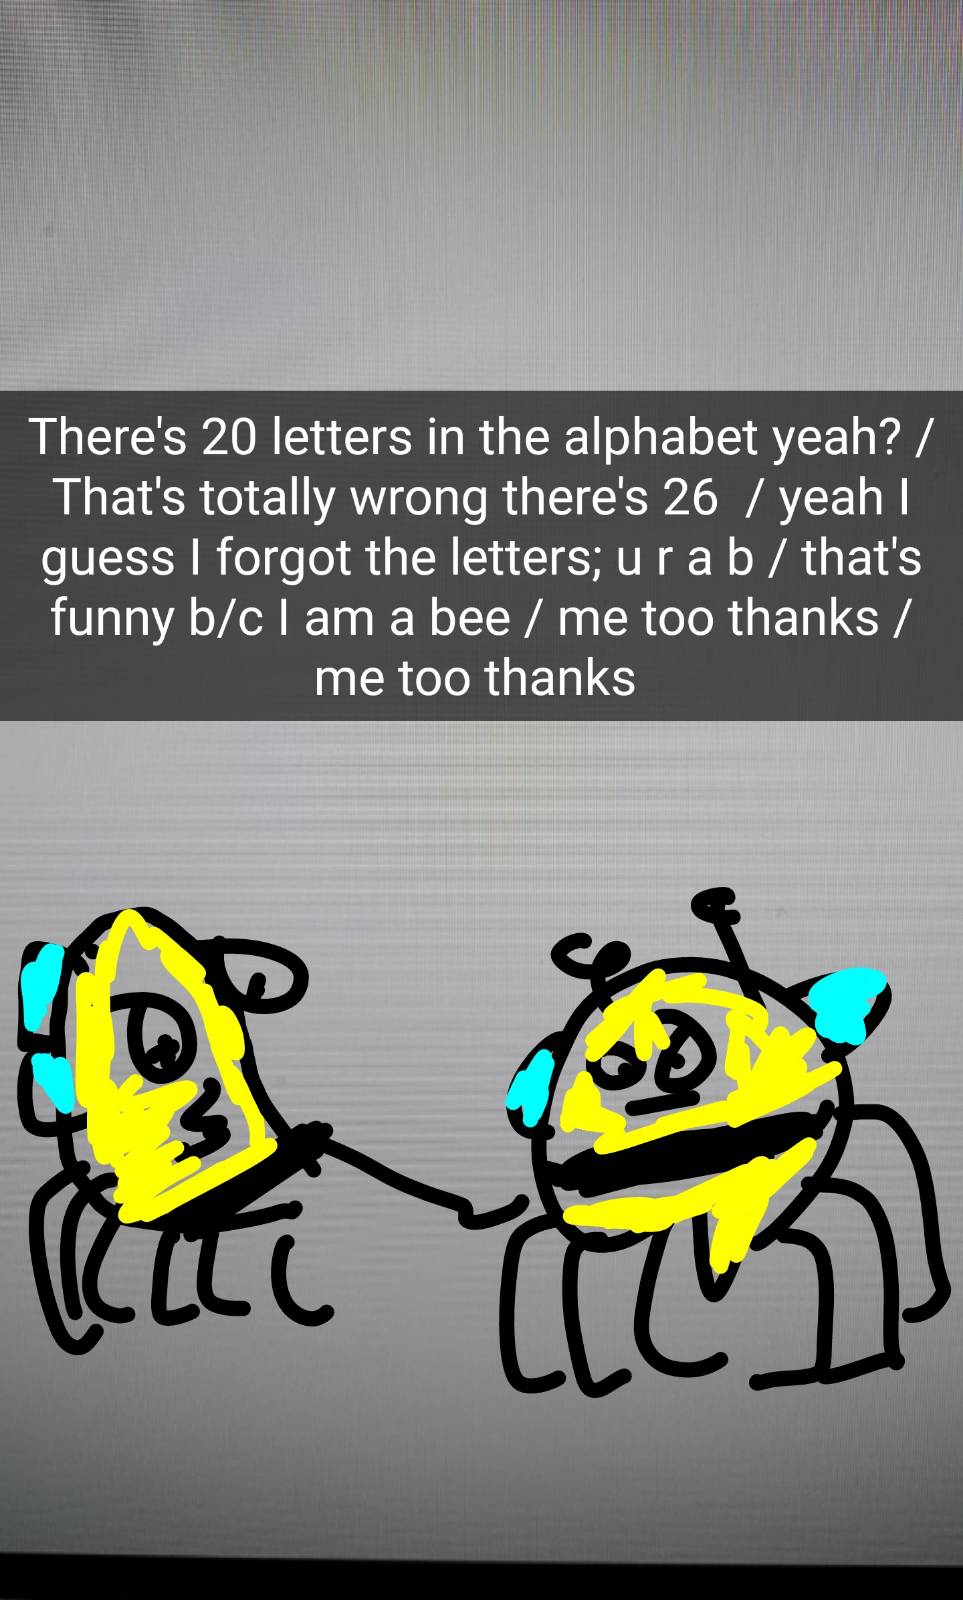 There's 20 letters in the alphabet yeah? /
That's totally wrong there's 26  / yeah I
guess I forgot the letters; u r a b / that's
funny b/c I am a bee / me too thanks /
me too thanks